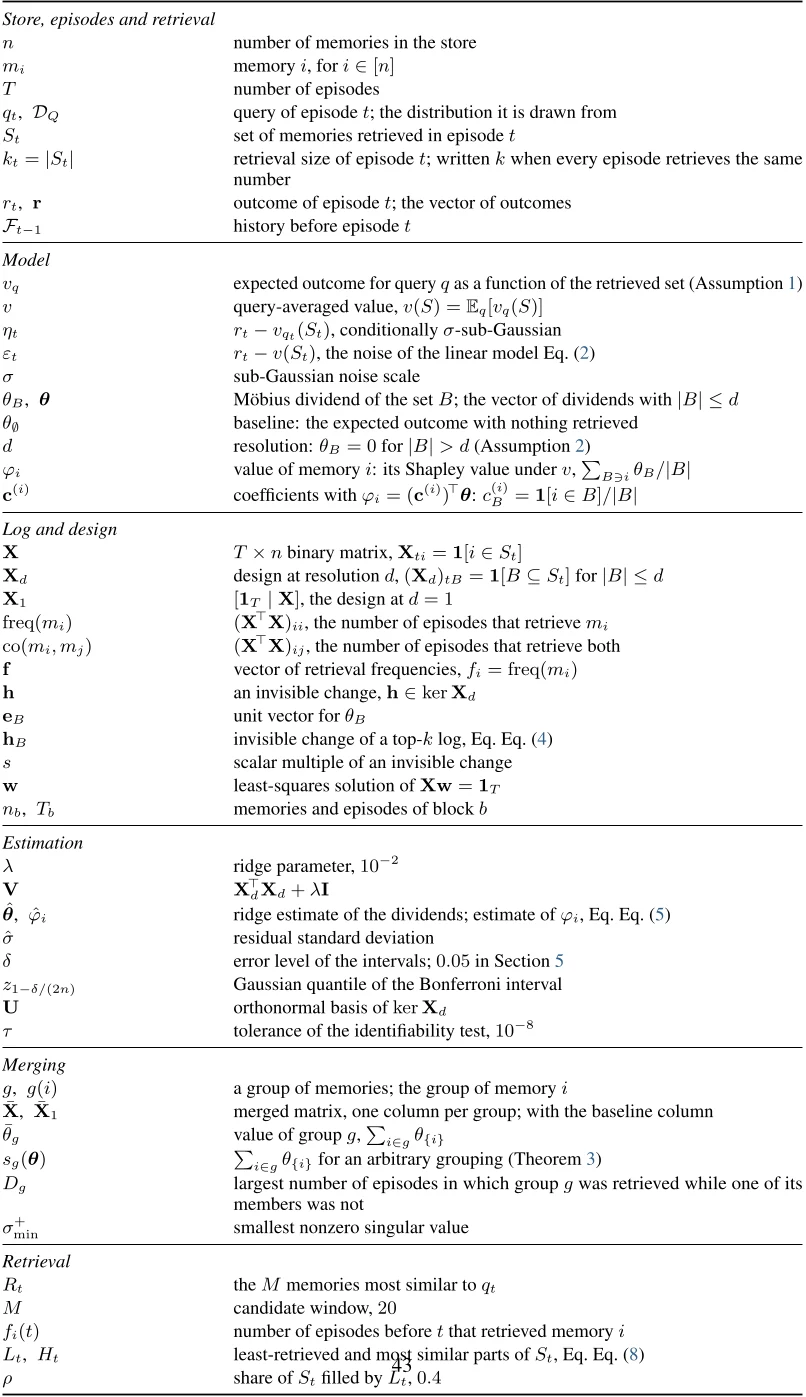 Store, episodes and retrieval
n number of memories in the store
m_i memory i, for i ∈ [n]
T number of episodes
q_t, 𝒟_Q query of episode t; the distribution it is drawn from
S_t set of memories retrieved in episode t
k_t = |S_t| retrieval size of episode t; written k when every episode retrieves the same
number
r_t, r outcome of episode t; the vector of outcomes
ℱ_{t−1} history before episode t
Model
v_q expected outcome for query q as a function of the retrieved set (Assumption 1)
v query-averaged value, v(S) = 𝔼_q[v_q(S)]
η_t r_t − v_{q_t}(S_t), conditionally σ-sub-Gaussian
ε_t r_t − v(S_t), the noise of the linear model Eq. (2)
σ sub-Gaussian noise scale
θ_B, θ Möbius dividend of the set B; the vector of dividends with |B| ≤ d
θ_∅ baseline: the expected outcome with nothing retrieved
d resolution: θ_B = 0 for |B| > d (Assumption 2)
φ_i value of memory i: its Shapley value under v, ∑_{B∋i} θ_B/|B|
c^{(i)} coefficients with φ_i = (c^{(i)})^⊤θ: c_B^{(i)} = 1[i ∈ B]/|B|
Log and design
X T × n binary matrix, X_{ti} = 1[i ∈ S_t]
X_d design at resolution d, (X_d)_{tB} = 1[B ⊆ S_t] for |B| ≤ d
X_1 [1_T | X], the design at d = 1
freq(m_i) (X^⊤X)_{ii}, the number of episodes that retrieve m_i
co(m_i, m_j) (X^⊤X)_{ij}, the number of episodes that retrieve both
f vector of retrieval frequencies, f_i = freq(m_i)
h an invisible change, h ∈ ker X_d
e_B unit vector for θ_B
h_B invisible change of a top-k log, Eq. Eq. (4)
s scalar multiple of an invisible change
w least-squares solution of Xw = 1_T
n_b, T_b memories and episodes of block b
Estimation
λ ridge parameter, 10^{−2}
V X_d^⊤X_d + λI
θ̂, φ̂_i ridge estimate of the dividends; estimate of φ_i, Eq. Eq. (5)
σ̂ residual standard deviation
δ error level of the intervals; 0.05 in Section 5
z_{1−δ/(2n)} Gaussian quantile of the Bonferroni interval
U orthonormal basis of ker X_d
τ tolerance of the identifiability test, 10^{−8}
Merging
g, g(i) a group of memories; the group of memory i
X̄, X̄_1 merged matrix, one column per group; with the baseline column
θ̄_g value of group g, ∑_{i∈g} θ_{{i}}
s_g(θ) ∑_{i∈g} θ_{{i}} for an arbitrary grouping (Theorem 3)
D_g largest number of episodes in which group g was retrieved while one of its
members was not
σ_min^+ smallest nonzero singular value
Retrieval
R_t the M memories most similar to q_t
M candidate window, 20
f_i(t) number of episodes before t that retrieved memory i
L_t, H_t least-retrieved and most similar parts of S_t, Eq. Eq. (8)
43
ρ share of S_t filled by L_t, 0.4